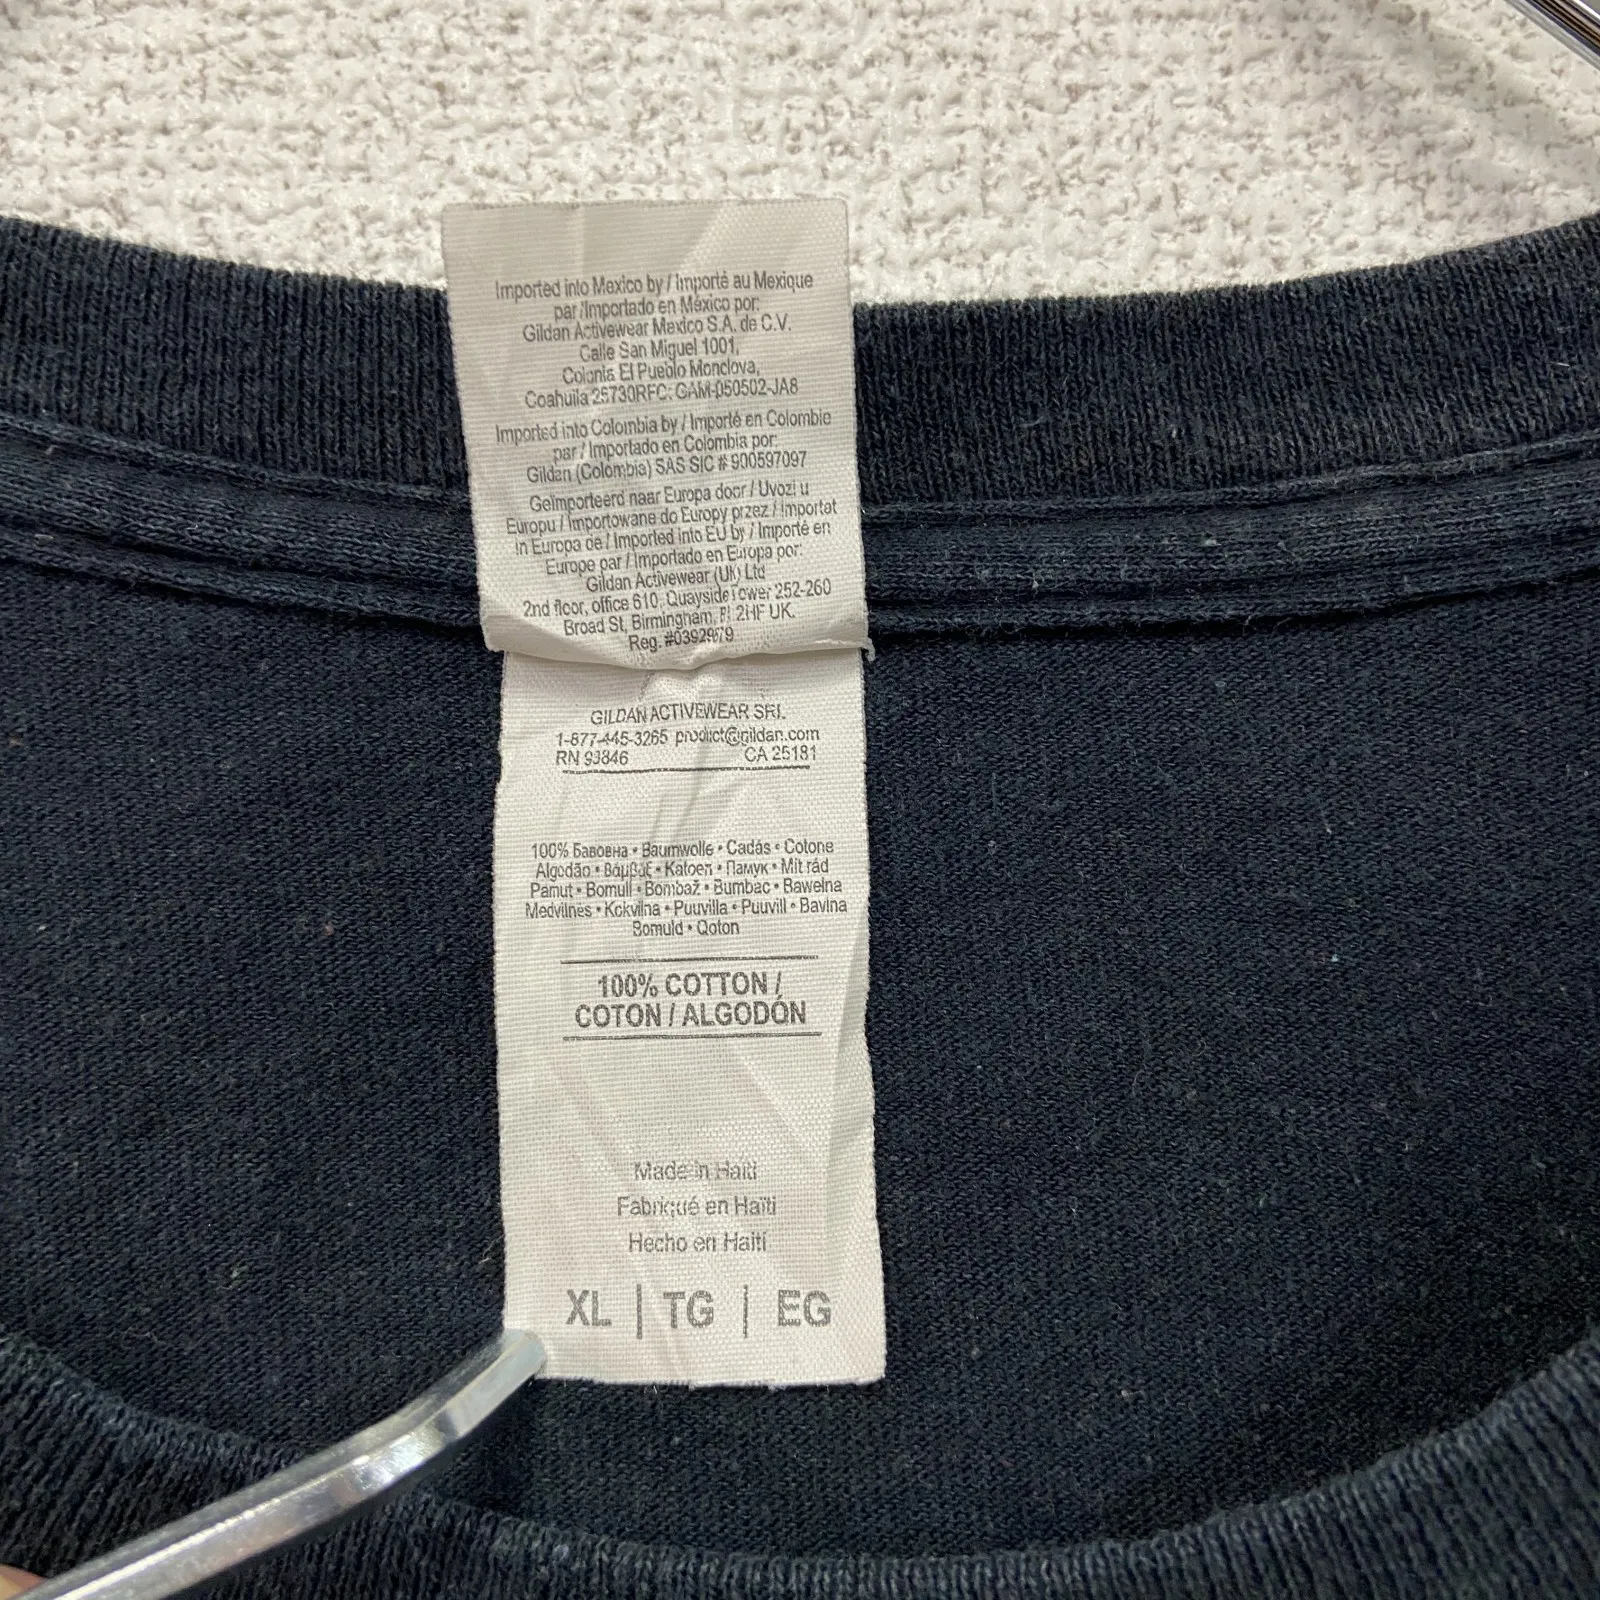 Imported into Mexico by / Importé au Mexique
par / Importado en México por:
Gildan Activewear Mexico S.A. de C.V.
Calle San Miguel 1001,
Colonia El Pueblo Monclova,
Coahuila 25730RFC: GAM-050502-JA8
Imported into Colombia by / Importé en Colombie
par / Importado en Colombia por:
Gildan (Colombia) SAS SIC # 900597097
Geïmporteerd naar Europa door / Uvozi u
Europu / Importowane do Europy przez / Importat
în Europa de / Imported into EU by / Importé en
Europe par / Importado en Europa por:
Gildan Activewear (UK) Ltd
2nd floor, office 610, Quayside Tower 252-260
Broad St, Birmingham, 2HF UK.
Reg. #0392979
GILDAN ACTIVEWEAR SRL
1-877-445-3265 product@gildan.com
RN 93846 CA 25181
100% Бавовна • Baumwolle • Cadás • Cotone
Algodão • Βαμβάξ • Katoen • Памук • Mit rád
Pamut • Bomull • Bombaž • Bumbac • Bawełna
Medvilnės • Kokvilna • Puuvilla • Puuvill • Bavlna
Bomuld • Qoton
100% COTTON /
COTON / ALGODÓN
Made in Haiti
Fabriqué en Haïti
Hecho en Haití
XL | TG | EG